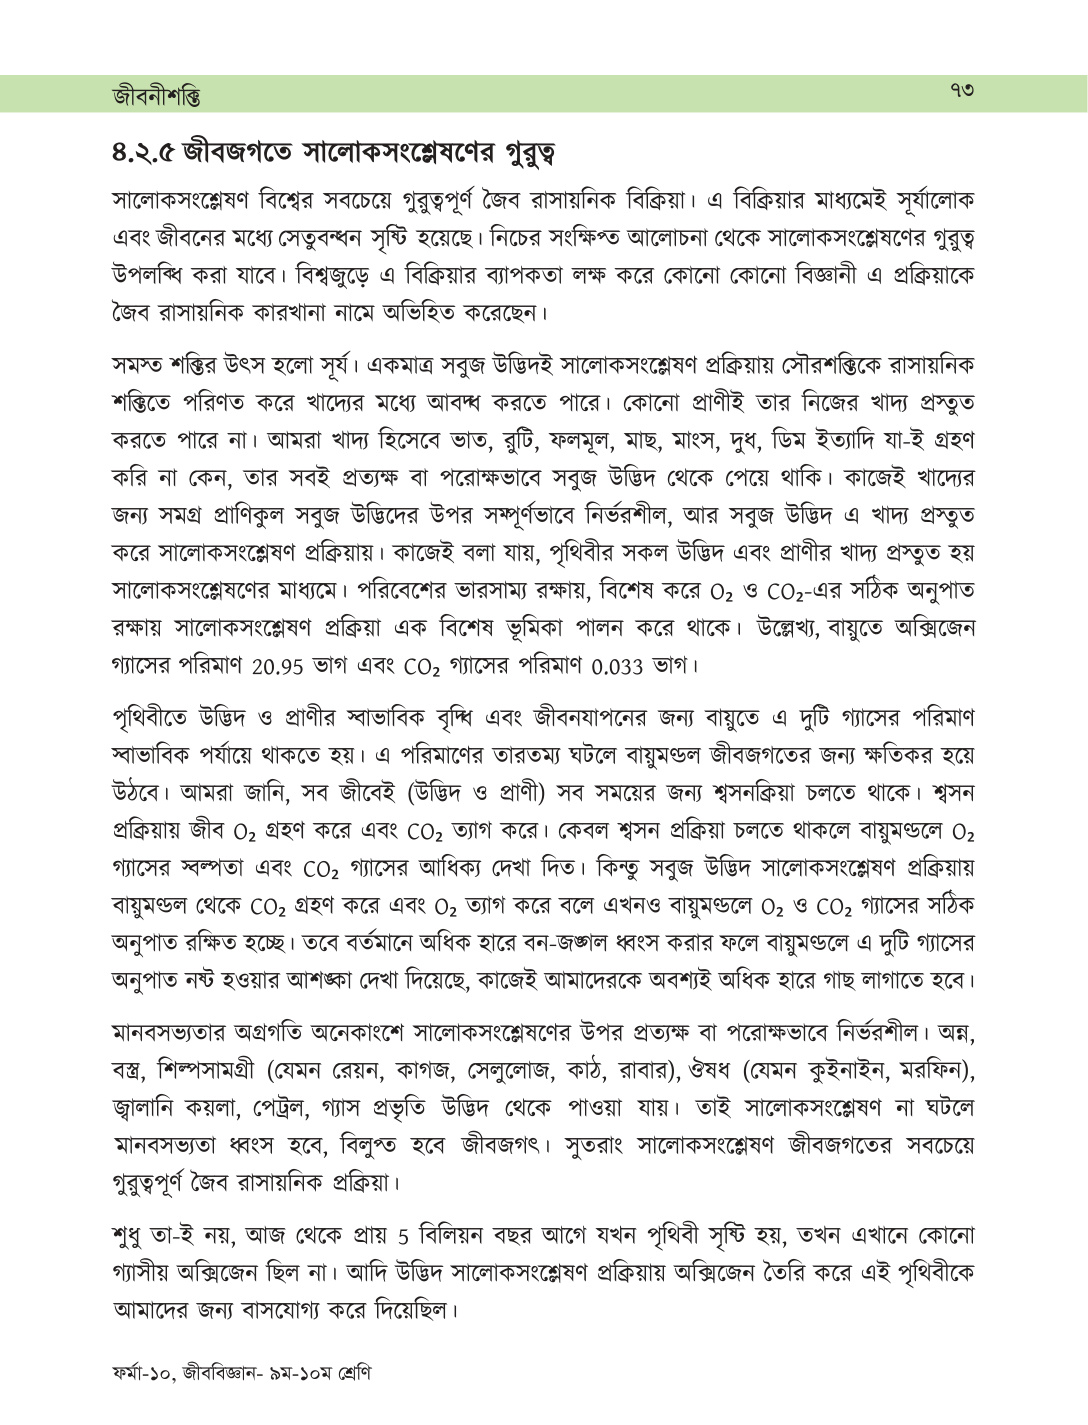 জীবনীশক্তি
৭৩
৪.২.৫ জীবজগতে সালোকসংশ্লেষণের গুরুত্ব
সালোকসংশ্লেষণ বিশ্বের সবচেয়ে গুরুত্বপূর্ণ জৈব রাসায়নিক বিক্রিয়া। এ বিক্রিয়ার মাধ্যমেই সূর্যালোক
এবং জীবনের মধ্যে সেতুবন্ধন সৃষ্টি হয়েছে। নিচের সংক্ষিপ্ত আলোচনা থেকে সালোকসংশ্লেষণের গুরুত্ব
উপলব্ধি করা যাবে। বিশ্বজুড়ে এ বিক্রিয়ার ব্যাপকতা লক্ষ করে কোনো কোনো বিজ্ঞানী এ প্রক্রিয়াকে
জৈব রাসায়নিক কারখানা নামে অভিহিত করেছেন।
সমস্ত শক্তির উৎস হলো সূর্য। একমাত্র সবুজ উদ্ভিদই সালোকসংশ্লেষণ প্রক্রিয়ায় সৌরশক্তিকে রাসায়নিক
শক্তিতে পরিণত করে খাদ্যের মধ্যে আবদ্ধ করতে পারে। কোনো প্রাণীই তার নিজের খাদ্য প্রস্তুত
করতে পারে না। আমরা খাদ্য হিসেবে ভাত, রুটি, ফলমূল, মাছ, মাংস, দুধ, ডিম ইত্যাদি যা-ই গ্রহণ
করি না কেন, তার সবই প্রত্যক্ষ বা পরোক্ষভাবে সবুজ উদ্ভিদ থেকে পেয়ে থাকি। কাজেই খাদ্যের
জন্য সমগ্র প্রাণিকুল সবুজ উদ্ভিদের উপর সম্পূর্ণভাবে নির্ভরশীল, আর সবুজ উদ্ভিদ এ খাদ্য প্রস্তুত
করে সালোকসংশ্লেষণ প্রক্রিয়ায়। কাজেই বলা যায়, পৃথিবীর সকল উদ্ভিদ এবং প্রাণীর খাদ্য প্রস্তুত হয়
সালোকসংশ্লেষণের মাধ্যমে। পরিবেশের ভারসাম্য রক্ষায়, বিশেষ করে O₂ ও CO₂-এর সঠিক অনুপাত
রক্ষায় সালোকসংশ্লেষণ প্রক্রিয়া এক বিশেষ ভূমিকা পালন করে থাকে। উল্লেখ্য, বায়ুতে অক্সিজেন
গ্যাসের পরিমাণ 20.95 ভাগ এবং CO₂ গ্যাসের পরিমাণ 0.033 ভাগ।
পৃথিবীতে উদ্ভিদ ও প্রাণীর স্বাভাবিক বৃদ্ধি এবং জীবনযাপনের জন্য বায়ুতে এ দুটি গ্যাসের পরিমাণ
স্বাভাবিক পর্যায়ে থাকতে হয়। এ পরিমাণের তারতম্য ঘটলে বায়ুমণ্ডল জীবজগতের জন্য ক্ষতিকর হয়ে
উঠবে। আমরা জানি, সব জীবেই (উদ্ভিদ ও প্রাণী) সব সময়ের জন্য শ্বসনক্রিয়া চলতে থাকে। শ্বসন
প্রক্রিয়ায় জীব O₂ গ্রহণ করে এবং CO₂ ত্যাগ করে। কেবল শ্বসন প্রক্রিয়া চলতে থাকলে বায়ুমণ্ডলে O₂
গ্যাসের স্বল্পতা এবং CO₂ গ্যাসের আধিক্য দেখা দিত। কিন্তু সবুজ উদ্ভিদ সালোকসংশ্লেষণ প্রক্রিয়ায়
বায়ুমণ্ডল থেকে CO₂ গ্রহণ করে এবং O₂ ত্যাগ করে বলে এখনও বায়ুমণ্ডলে O₂ ও CO₂ গ্যাসের সঠিক
অনুপাত রক্ষিত হচ্ছে। তবে বর্তমানে অধিক হারে বন-জঙ্গল ধ্বংস করার ফলে বায়ুমণ্ডলে এ দুটি গ্যাসের
অনুপাত নষ্ট হওয়ার আশঙ্কা দেখা দিয়েছে, কাজেই আমাদেরকে অবশ্যই অধিক হারে গাছ লাগাতে হবে।
মানবসভ্যতার অগ্রগতি অনেকাংশে সালোকসংশ্লেষণের উপর প্রত্যক্ষ বা পরোক্ষভাবে নির্ভরশীল। অন্ন,
বস্ত্র, শিল্পসামগ্রী (যেমন রেয়ন, কাগজ, সেলুলোজ, কাঠ, রাবার), ঔষধ (যেমন কুইনাইন, মরফিন),
জ্বালানি কয়লা, পেট্রল, গ্যাস প্রভৃতি উদ্ভিদ থেকে পাওয়া যায়। তাই সালোকসংশ্লেষণ না ঘটলে
মানবসভ্যতা ধ্বংস হবে, বিলুপ্ত হবে জীবজগৎ। সুতরাং সালোকসংশ্লেষণ জীবজগতের সবচেয়ে
গুরুত্বপূর্ণ জৈব রাসায়নিক প্রক্রিয়া।
শুধু তা-ই নয়, আজ থেকে প্রায় 5 বিলিয়ন বছর আগে যখন পৃথিবী সৃষ্টি হয়, তখন এখানে কোনো
গ্যাসীয় অক্সিজেন ছিল না। আদি উদ্ভিদ সালোকসংশ্লেষণ প্রক্রিয়ায় অক্সিজেন তৈরি করে এই পৃথিবীকে
আমাদের জন্য বাসযোগ্য করে দিয়েছিল।
ফর্মা-১০, জীববিজ্ঞান- ৯ম-১০ম শ্রেণি